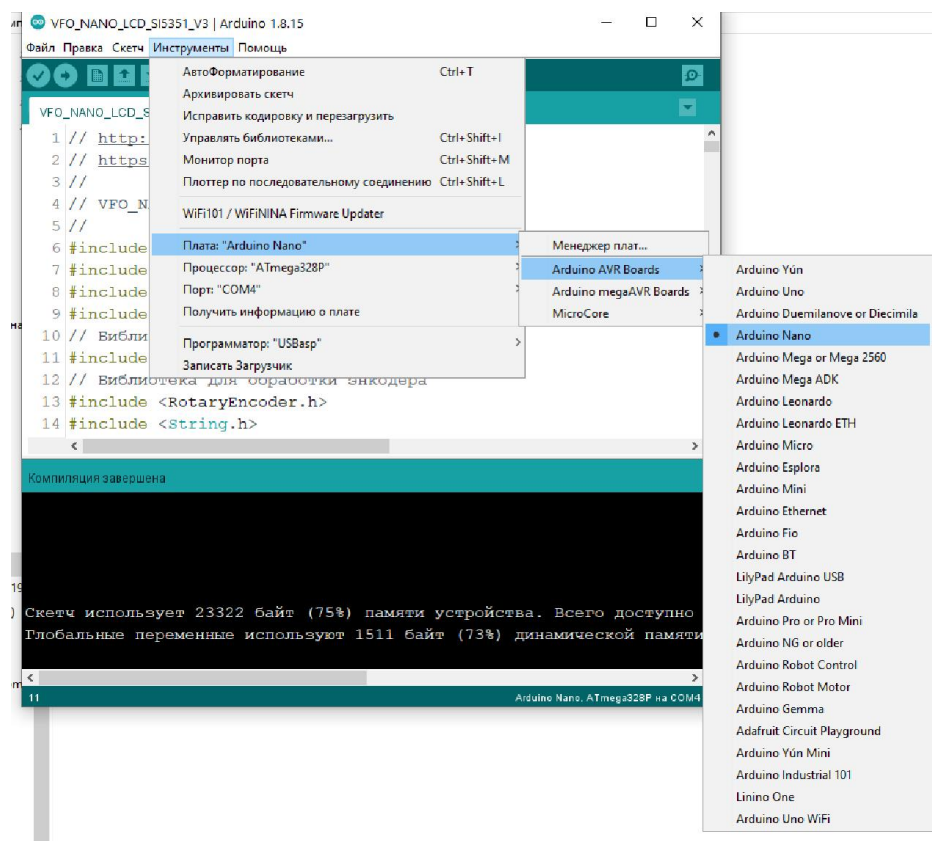 VFO_NANO_LCD_SI5351_V3 | Arduino 1.8.15
Файл Правка Скетч Инструменты Помощь
VFO_NANO_LCD_S
АвтоФорматирование Ctrl+T
Архивировать скетч
Исправить кодировку и перезагрузить
Управлять библиотеками... Ctrl+Shift+I
Монитор порта Ctrl+Shift+M
Плоттер по последовательному соединению Ctrl+Shift+L
WiFi101 / WiFiNINA Firmware Updater
Плата: "Arduino Nano"
Процессор: "ATmega328P"
Порт: "COM4"
Получить информацию о плате
Программатор: "USBasp"
Записать Загрузчик
Менеджер плат...
Arduino AVR Boards
Arduino megaAVR Boards
MicroCore
Arduino Yún
Arduino Uno
Arduino Duemilanove or Diecimila
Arduino Nano
Arduino Mega or Mega 2560
Arduino Mega ADK
Arduino Leonardo
Arduino Leonardo ETH
Arduino Micro
Arduino Esplora
Arduino Mini
Arduino Ethernet
Arduino Fio
Arduino BT
LilyPad Arduino USB
LilyPad Arduino
Arduino Pro or Pro Mini
Arduino NG or older
Arduino Robot Control
Arduino Robot Motor
Arduino Gemma
Adafruit Circuit Playground
Arduino Yún Mini
Arduino Industrial 101
Linino One
Arduino Uno WiFi
1 // http:
2 // https
3 //
4 // VFO_N
5 //
6 #include
7 #include
8 #include
9 #include
10 // Библи
11 #include
12 // Библиотека для обработки энкодера
13 #include <RotaryEncoder.h>
14 #include <String.h>
Компиляция завершена
Скетч использует 23322 байт (75%) памяти устройства. Всего доступно
Глобальные переменные используют 1511 байт (73%) динамической памяти
11
Arduino Nano, ATmega328P на COM4